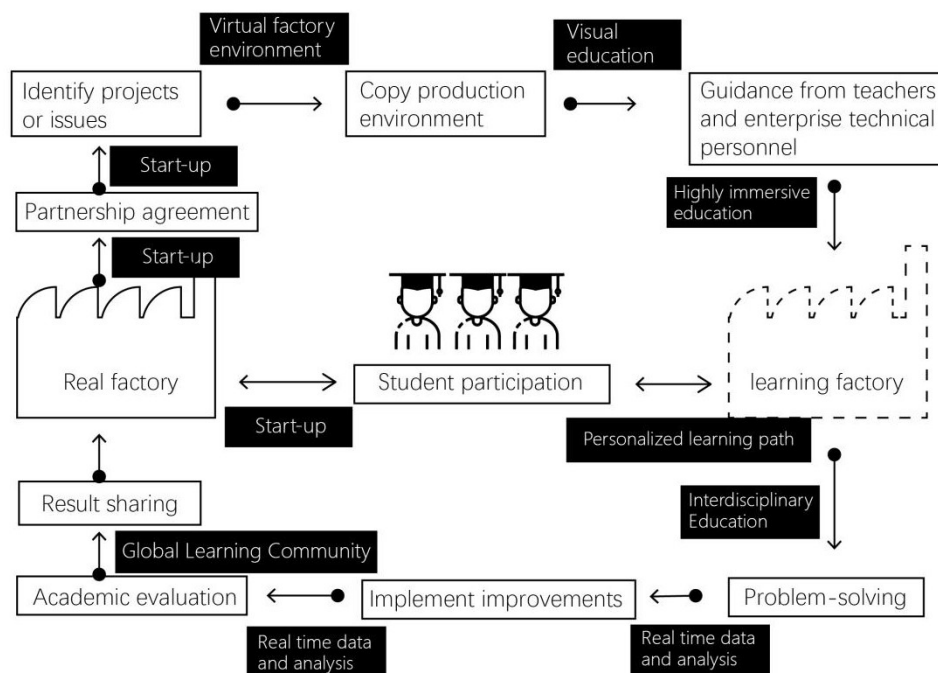 Virtual factory
environment
Visual
education
Identify projects
or issues
Copy production
environment
Guidance from teachers
and enterprise technical
personnel
Start-up
Highly immersive
education
Partnership agreement
Start-up
Real factory
Student participation
learning factory
Start-up
Personalized learning path
Result sharing
Interdisciplinary
Education
Global Learning Community
Academic evaluation
Implement improvements
Problem-solving
Real time data
and analysis
Real time data
and analysis